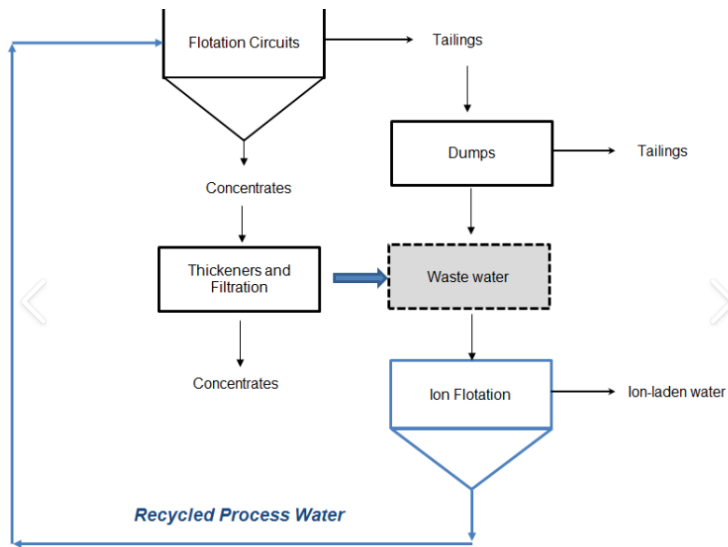 Flotation Circuits
Tailings
Dumps
Tailings
Concentrates
Thickeners and
Filtration
Waste water
Concentrates
Ion Flotation
Ion-laden water
Recycled Process Water